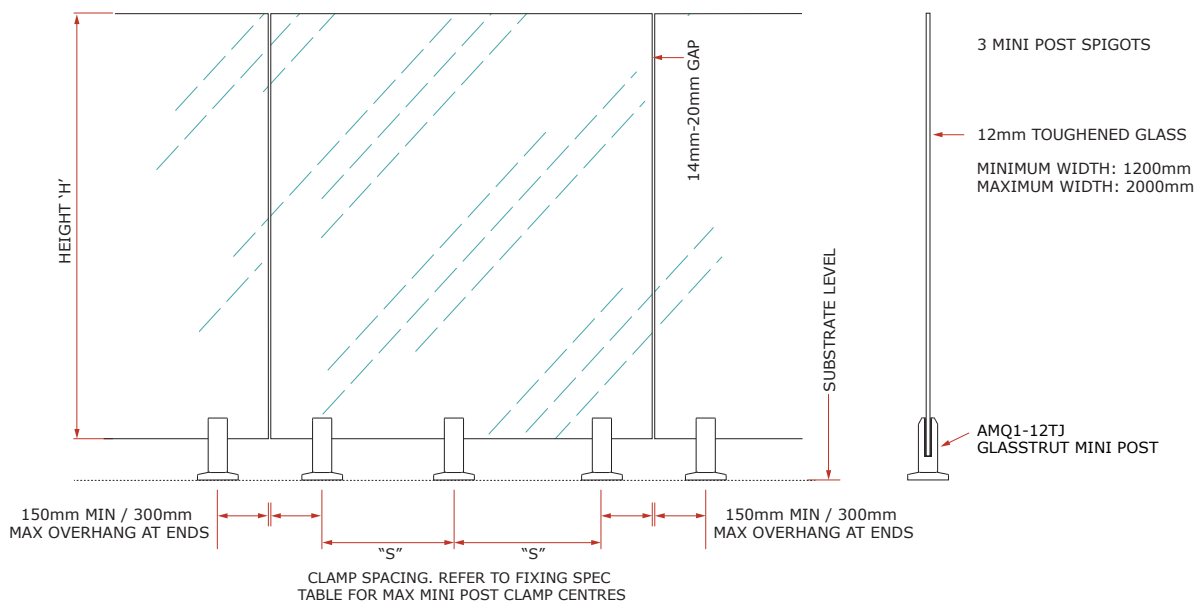 3 MINI POST SPIGOTS
14mm-20mm GAP
12mm TOUGHENED GLASS
MINIMUM WIDTH: 1200mm
MAXIMUM WIDTH: 2000mm
HEIGHT 'H'
SUBSTRATE LEVEL
AMQ1-12TJ
GLASSTRUT MINI POST
150mm MIN / 300mm
MAX OVERHANG AT ENDS
150mm MIN / 300mm
MAX OVERHANG AT ENDS
“S”
“S”
CLAMP SPACING. REFER TO FIXING SPEC
TABLE FOR MAX MINI POST CLAMP CENTRES